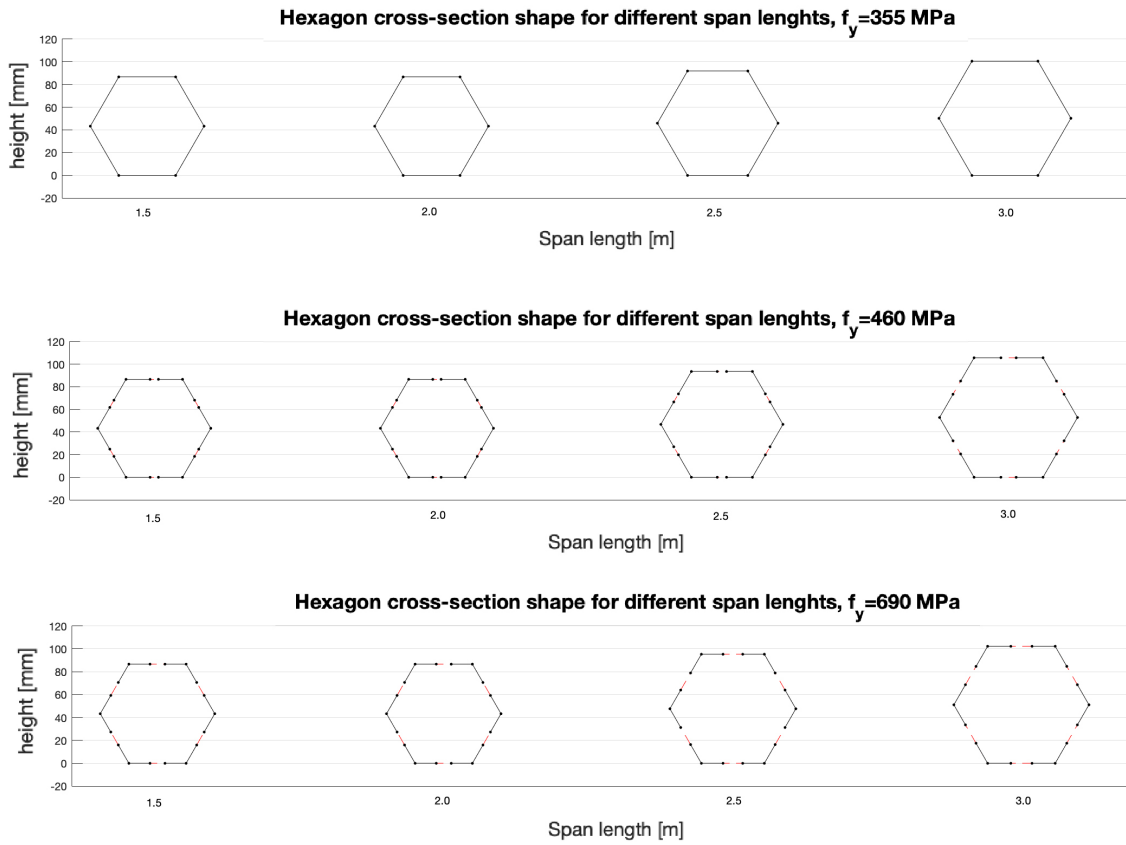 Hexagon cross-section shape for different span lenghts, f_y=355 MPa
height [mm]
120
100
80
60
40
20
0
-20
1.5 2.0 2.5 3.0
Span length [m]
Hexagon cross-section shape for different span lenghts, f_y=460 MPa
height [mm]
120
100
80
60
40
20
0
-20
1.5 2.0 2.5 3.0
Span length [m]
Hexagon cross-section shape for different span lenghts, f_y=690 MPa
height [mm]
120
100
80
60
40
20
0
-20
1.5 2.0 2.5 3.0
Span length [m]